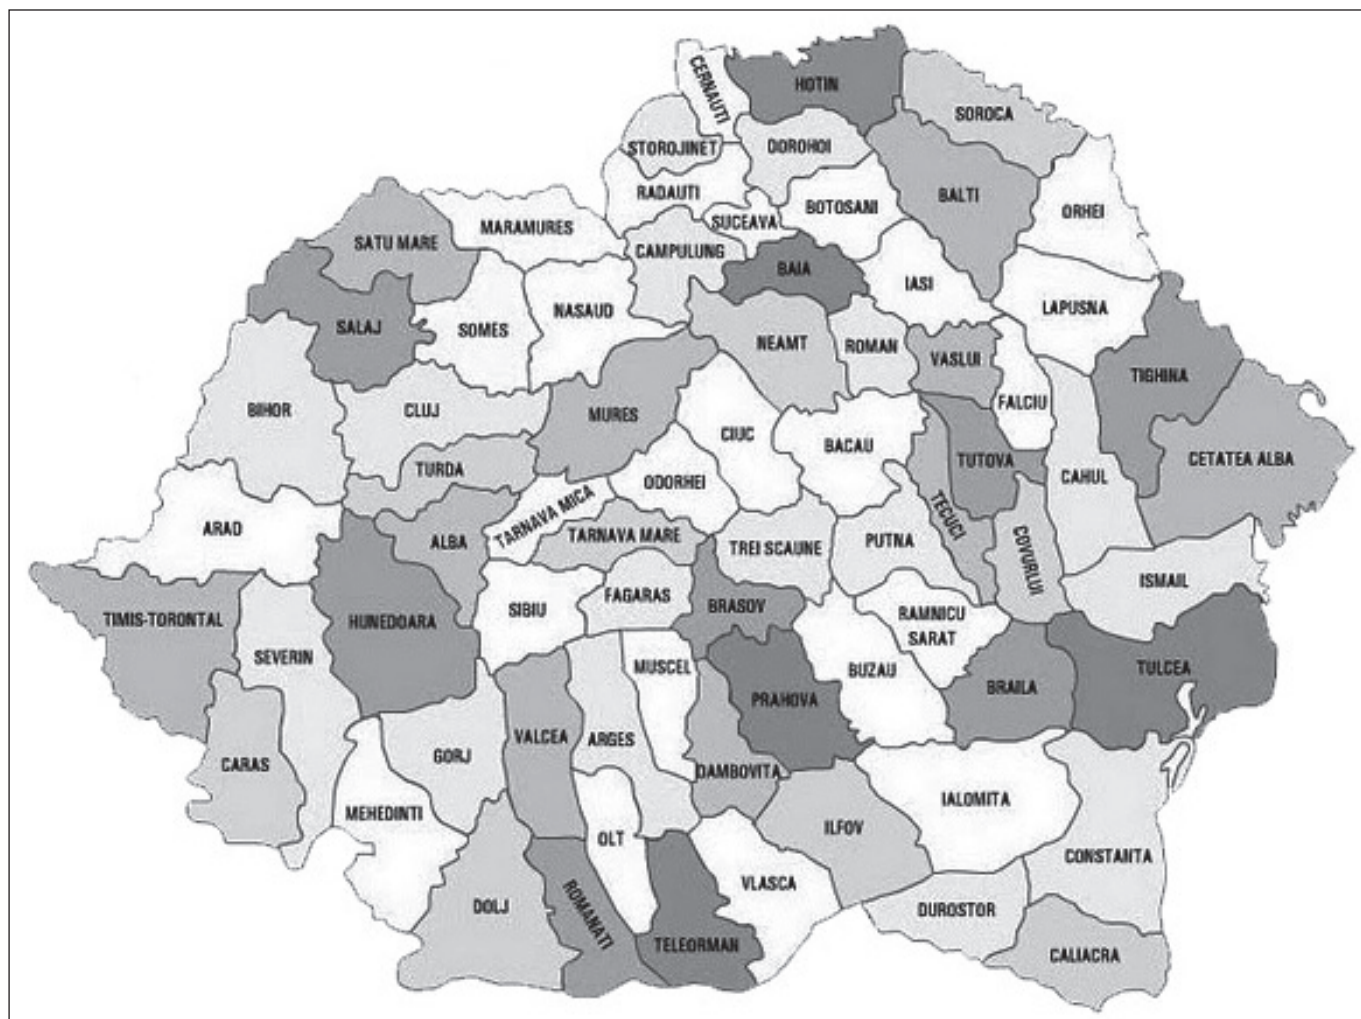 CERNAUTI
HOTIN
SOROCA
STOROJINET
DOROHOI
RADAUTI
BALTI
ORHEI
SUCEAVA
BOTOSANI
MARAMURES
SATU MARE
CAMPULUNG
BAIA
IASI
LAPUSNA
NASAUD
SALAJ
SOMES
NEAMT
ROMAN
VASLUI
TIGHINA
FALCIU
BIHOR
CLUJ
MURES
CIUC
BACAU
CETATEA ALBA
TUTOVA
TURDA
ODORHEI
CAHUL
TARNAVA MICA
TECUCI
ARAD
ALBA
TARNAVA MARE
TREI SCAUNE
PUTNA
COVURLUI
ISMAIL
FAGARAS
BRASOV
SIBIU
RAMNICU
SARAT
TIMIS-TORONTAL
HUNEDOARA
SEVERIN
MUSCEL
BUZAU
TULCEA
PRAHOVA
BRAILA
VALCEA
ARGES
GORJ
CARAS
DAMBOVITA
IALOMITA
MEHEDINTI
OLT
ILFOV
CONSTANTA
VLASCA
DOLJ
ROMANATI
DUROSTOR
TELEORMAN
CALIACRA